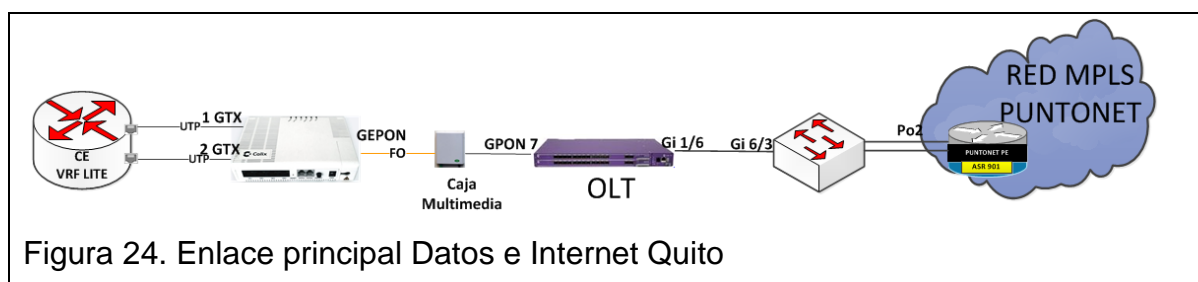 RED MPLS
PUNTONET
CE
VRF LITE
UTP
1 GTX
UTP
2 GTX
Calix
GEPON
FO
Caja
Multimedia
GPON 7
OLT
Gi 1/6
Gi 6/3
Po2
PUNTONET PE
ASR 901
Figura 24. Enlace principal Datos e Internet Quito